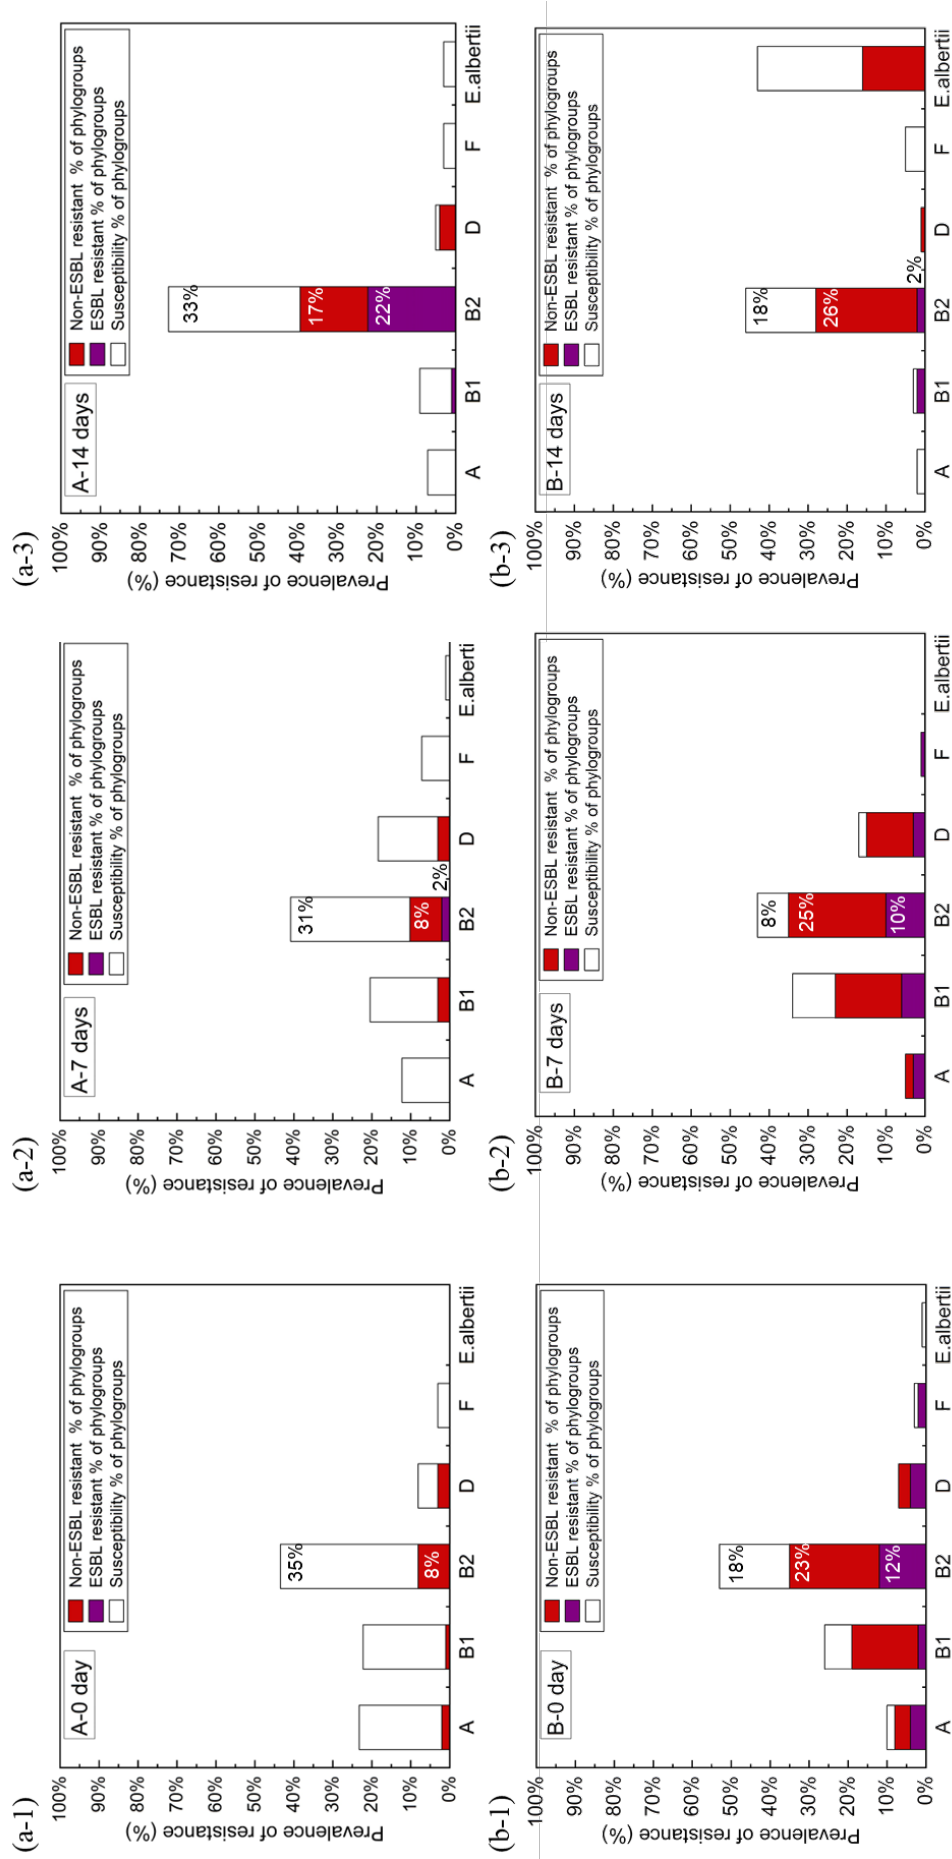 (a-1)
A-0 day
Non-ESBL resistant % of phylogroups
ESBL resistant % of phylogroups
Susceptibility % of phylogroups
Prevalence of resistance (%)
100%
90%
80%
70%
60%
50%
40%
30%
20%
10%
0%
35%
8%
A B1 B2 D F E.albertii
(a-2)
A-7 days
Non-ESBL resistant % of phylogroups
ESBL resistant % of phylogroups
Susceptibility % of phylogroups
Prevalence of resistance (%)
100%
90%
80%
70%
60%
50%
40%
30%
20%
10%
0%
31%
8%
2%
A B1 B2 D F E.albertii
(a-3)
A-14 days
Non-ESBL resistant % of phylogroups
ESBL resistant % of phylogroups
Susceptibility % of phylogroups
Prevalence of resistance (%)
100%
90%
80%
70%
60%
50%
40%
30%
20%
10%
0%
33%
17%
22%
A B1 B2 D F E.albertii
(b-1)
B-0 day
Non-ESBL resistant % of phylogroups
ESBL resistant % of phylogroups
Susceptibility % of phylogroups
Prevalence of resistance (%)
100%
90%
80%
70%
60%
50%
40%
30%
20%
10%
0%
18%
23%
12%
A B1 B2 D F E.albertii
(b-2)
B-7 days
Non-ESBL resistant % of phylogroups
ESBL resistant % of phylogroups
Susceptibility % of phylogroups
Prevalence of resistance (%)
100%
90%
80%
70%
60%
50%
40%
30%
20%
10%
0%
8%
25%
10%
A B1 B2 D F E.albertii
(b-3)
B-14 days
Non-ESBL resistant % of phylogroups
ESBL resistant % of phylogroups
Susceptibility % of phylogroups
Prevalence of resistance (%)
100%
90%
80%
70%
60%
50%
40%
30%
20%
10%
0%
18%
26%
2%
A B1 B2 D F E.albertii